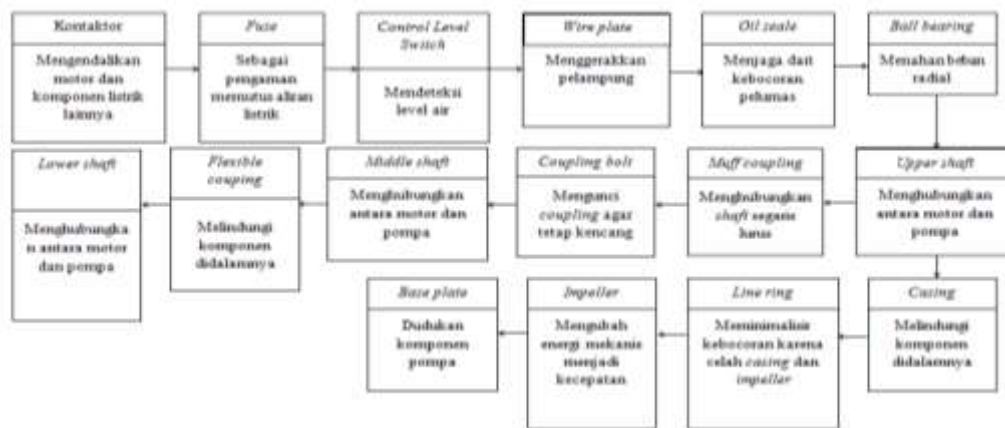 Kontaktor
Mengendalikan
motor dan
komponen listrik
lainnya
Fuse
Sebagai
pengaman
memutus aliran
listrik
Control Level
Switch
Mendeteksi
level air
Wire plate
Menggerakkan
pelampung
Oil seale
Menjaga dari
kebocoran
pelumas
Ball bearing
Menahan beban
radial
Lower shaft
Menghubungka
n antara motor
dan pompa
Flexible
couping
Melindungi
komponen
didalamnya
Middle shaft
Menghubungkan
antara motor dan
pompa
Coupling bolt
Mengunci
coupling agar
tetap kencang
Muff coupling
Menghubungkan
shaft segaris
lurus
Upper shaft
Menghubungkan
antara motor dan
pompa
Base plate
Dudukan
komponen
pompa
Impeller
Mengubah
energi mekanis
menjadi
kecepatan
Line ring
Meminimalisir
kebocoran karena
celah casing dan
impeller
Casing
Melindungi
komponen
didalamnya